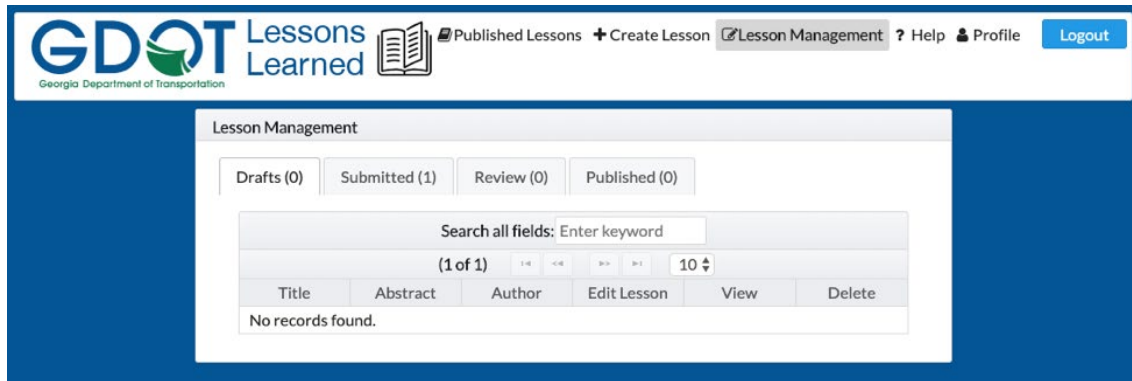 GDOT Lessons Learned
Georgia Department of Transportation
Published Lessons + Create Lesson Lesson Management ? Help Profile Logout
Lesson Management
Drafts (0) Submitted (1) Review (0) Published (0)
Search all fields: Enter keyword
(1 of 1) 10
Title Abstract Author Edit Lesson View Delete
No records found.